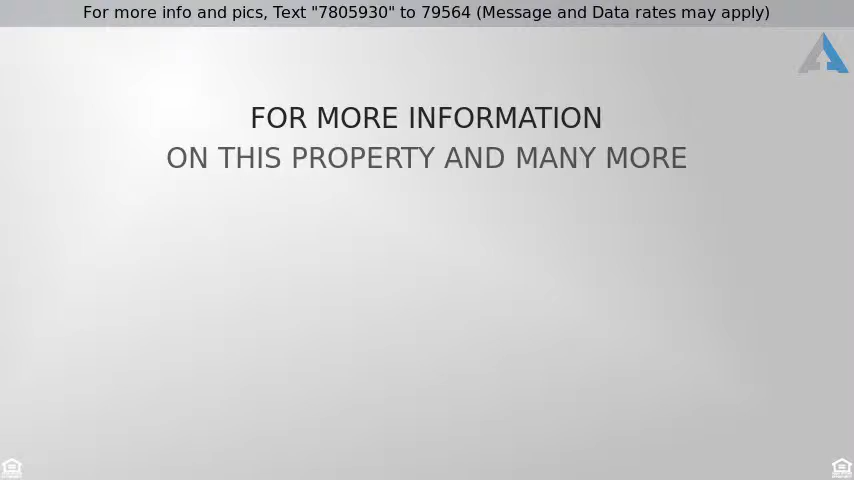 For more info and pics, Text "7805930" to 79564 (Message and Data rates may apply)
FOR MORE INFORMATION
ON THIS PROPERTY AND MANY MORE